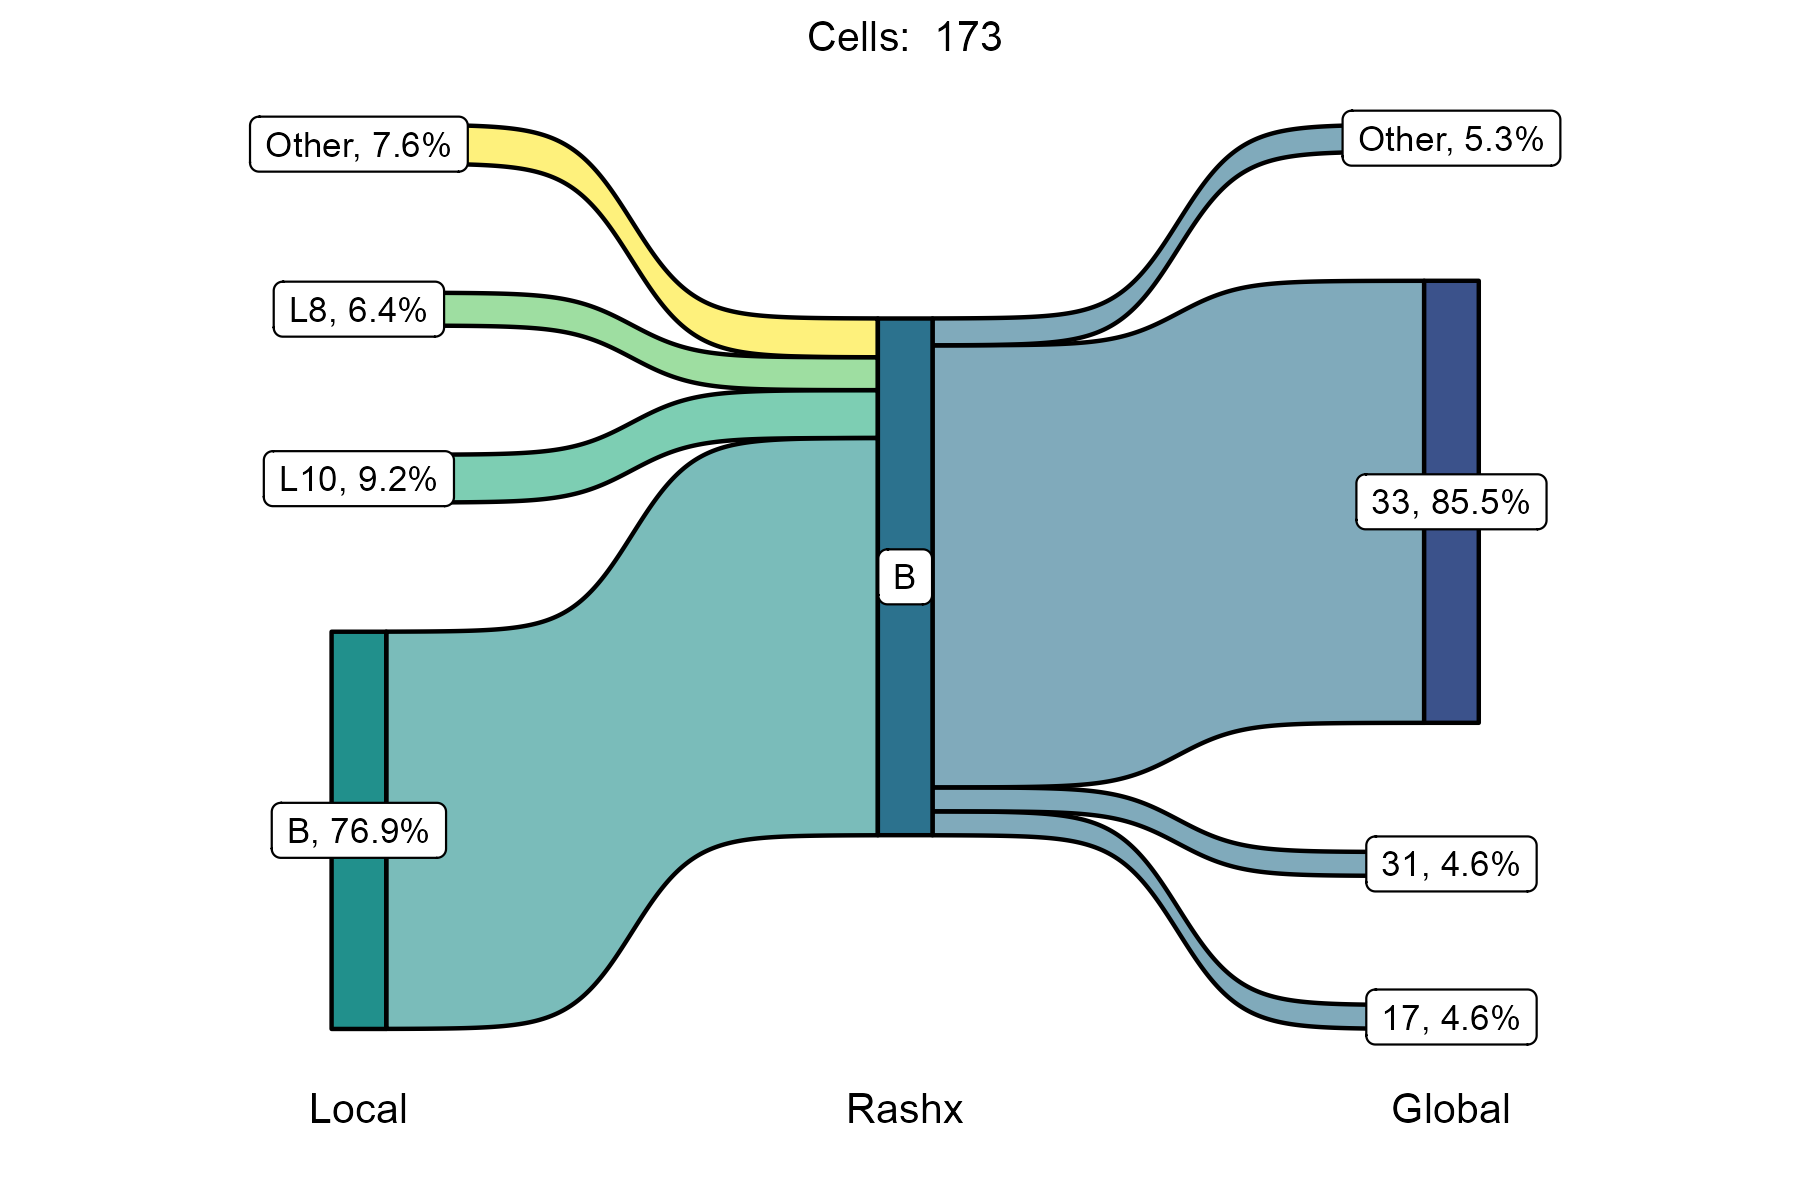 Cells:  173
Other, 7.6%
L8, 6.4%
L10, 9.2%
B, 76.9%
B
Other, 5.3%
33, 85.5%
31, 4.6%
17, 4.6%
Local
Rashx
Global